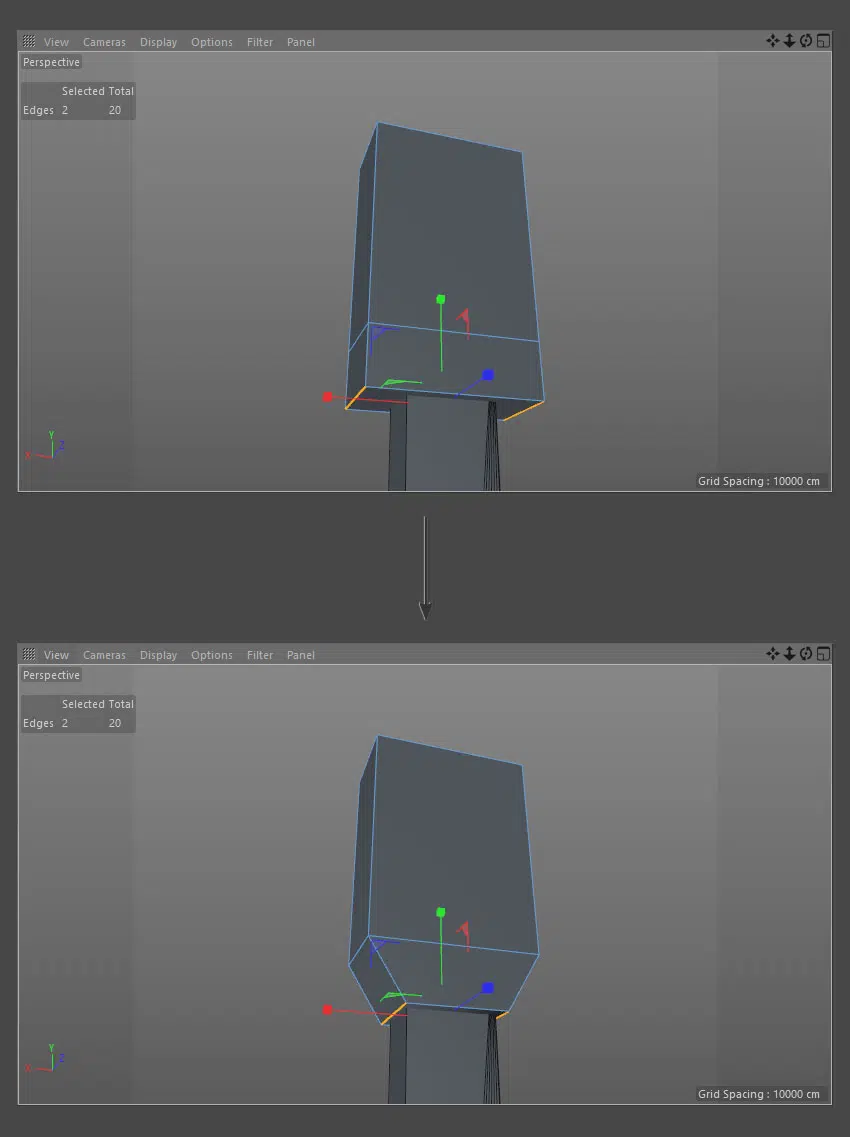 View Cameras Display Options Filter Panel
Perspective
Selected Total
Edges 2 20
Y
Z
X
Grid Spacing : 10000 cm
View Cameras Display Options Filter Panel
Perspective
Selected Total
Edges 2 20
Y
Z
X
Grid Spacing : 10000 cm